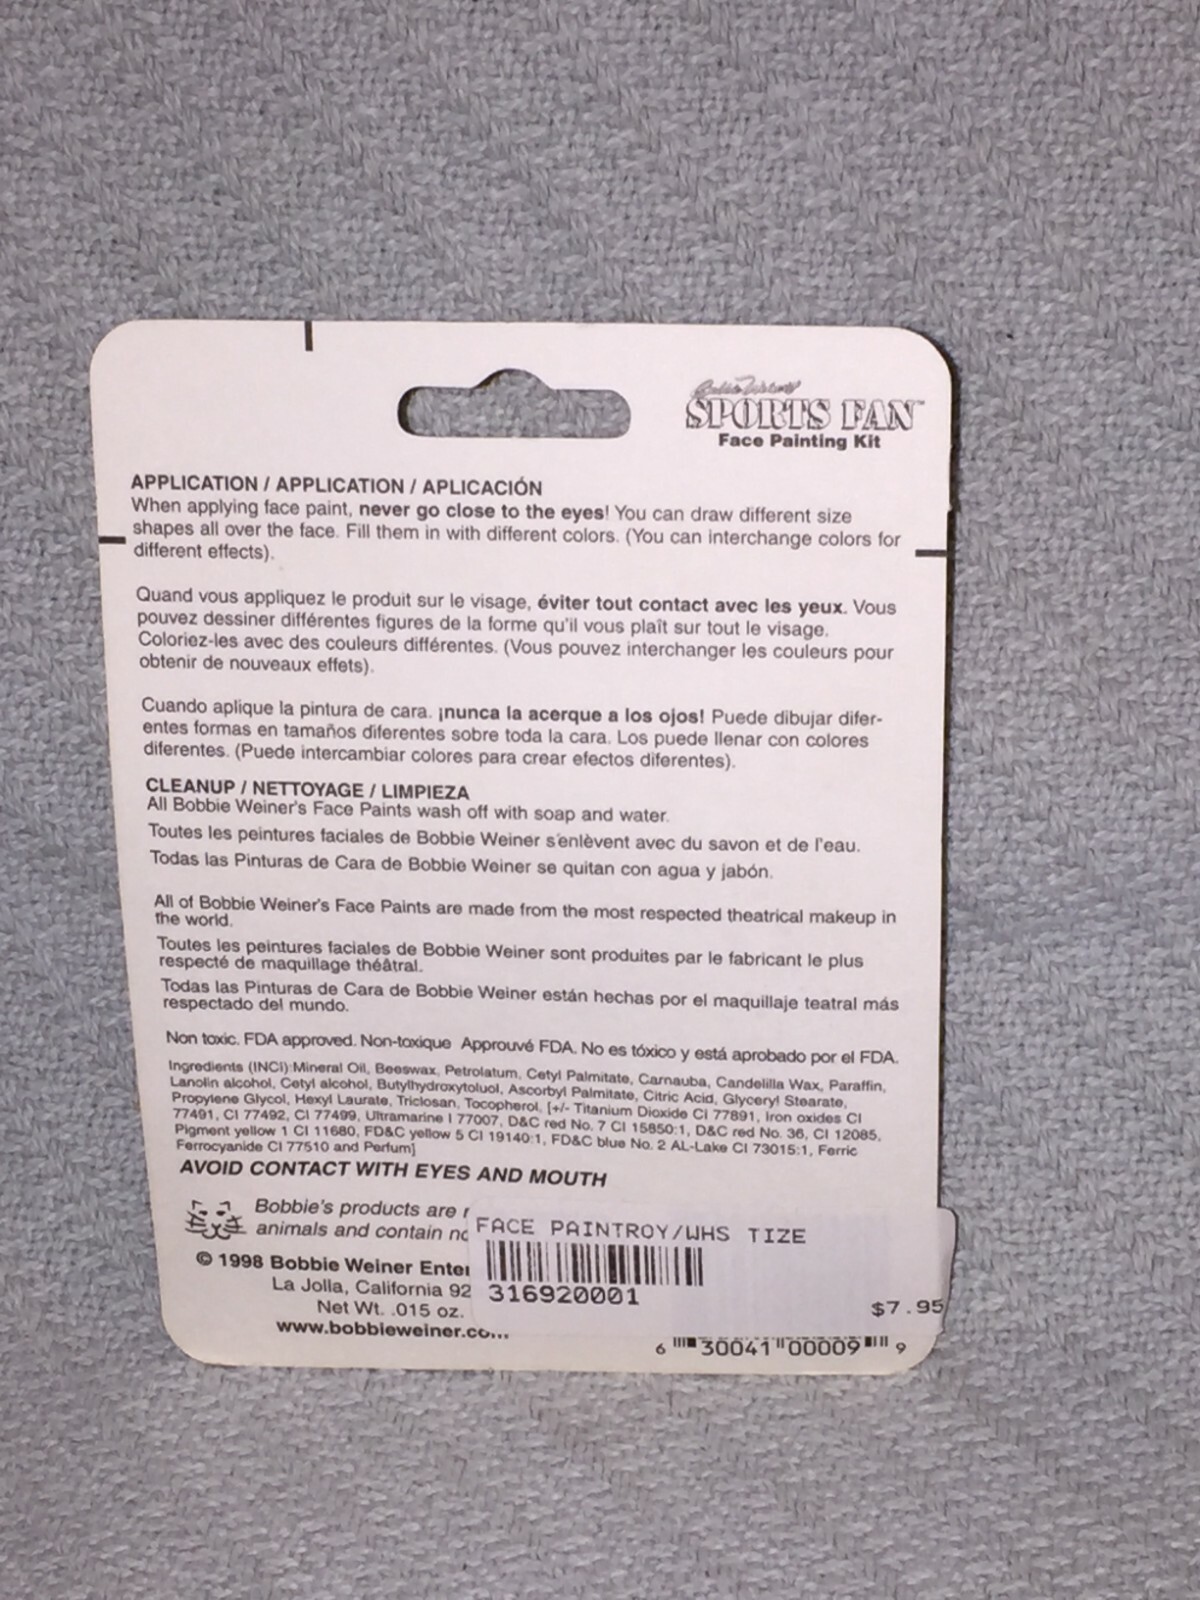 SPORTS FAN™
Face Painting Kit
APPLICATION / APPLICATION / APLICACIÓN
When applying face paint, never go close to the eyes! You can draw different size
shapes all over the face. Fill them in with different colors. (You can interchange colors for
different effects).
Quand vous appliquez le produit sur le visage, éviter tout contact avec les yeux. Vous
pouvez dessiner différentes figures de la forme qu'il vous plaît sur tout le visage.
Coloriez-les avec des couleurs différentes. (Vous pouvez interchanger les couleurs pour
obtenir de nouveaux effets).
Cuando aplique la pintura de cara. ¡nunca la acerque a los ojos! Puede dibujar difer-
entes formas en tamaños diferentes sobre toda la cara. Los puede llenar con colores
diferentes. (Puede intercambiar colores para crear efectos diferentes).
CLEANUP / NETTOYAGE / LIMPIEZA
All Bobbie Weiner's Face Paints wash off with soap and water.
Toutes les peintures faciales de Bobbie Weiner s'enlèvent avec du savon et de l'eau.
Todas las Pinturas de Cara de Bobbie Weiner se quitan con agua y jabón.
All of Bobbie Weiner's Face Paints are made from the most respected theatrical makeup in
the world.
Toutes les peintures faciales de Bobbie Weiner sont produites par le fabricant le plus
respecté de maquillage théâtral.
Todas las Pinturas de Cara de Bobbie Weiner están hechas por el maquillaje teatral más
respectado del mundo.
Non toxic. FDA approved. Non-toxique Approuvé FDA. No es tóxico y está aprobado por el FDA.
Ingredients (INCI):Mineral Oil, Beeswax, Petrolatum, Cetyl Palmitate, Carnauba, Candelilla Wax, Paraffin,
Lanolin alcohol, Cetyl alcohol, Butylhydroxytoluol, Ascorbyl Palmitate, Citric Acid, Glyceryl Stearate,
Propylene Glycol, Hexyl Laurate, Triclosan, Tocopherol, [+/- Titanium Dioxide CI 77891, Iron oxides CI
77491, CI 77492, CI 77499, Ultramarine I 77007, D&C red No. 7 CI 15850:1, D&C red No. 36, CI 12085,
Pigment yellow 1 CI 11680, FD&C yellow 5 CI 19140:1, FD&C blue No. 2 AL-Lake CI 73015:1, Ferric
Ferrocyanide CI 77510 and Perfum]
AVOID CONTACT WITH EYES AND MOUTH
Bobbie's products are
animals and contain
© 1998 Bobbie Weiner
La Jolla, California 92
Net Wt. .015 oz.
www.bobbieweiner.co
FACE PAINTROY/WHS TIZE
316920001
$7.95
6 30041 00009 9